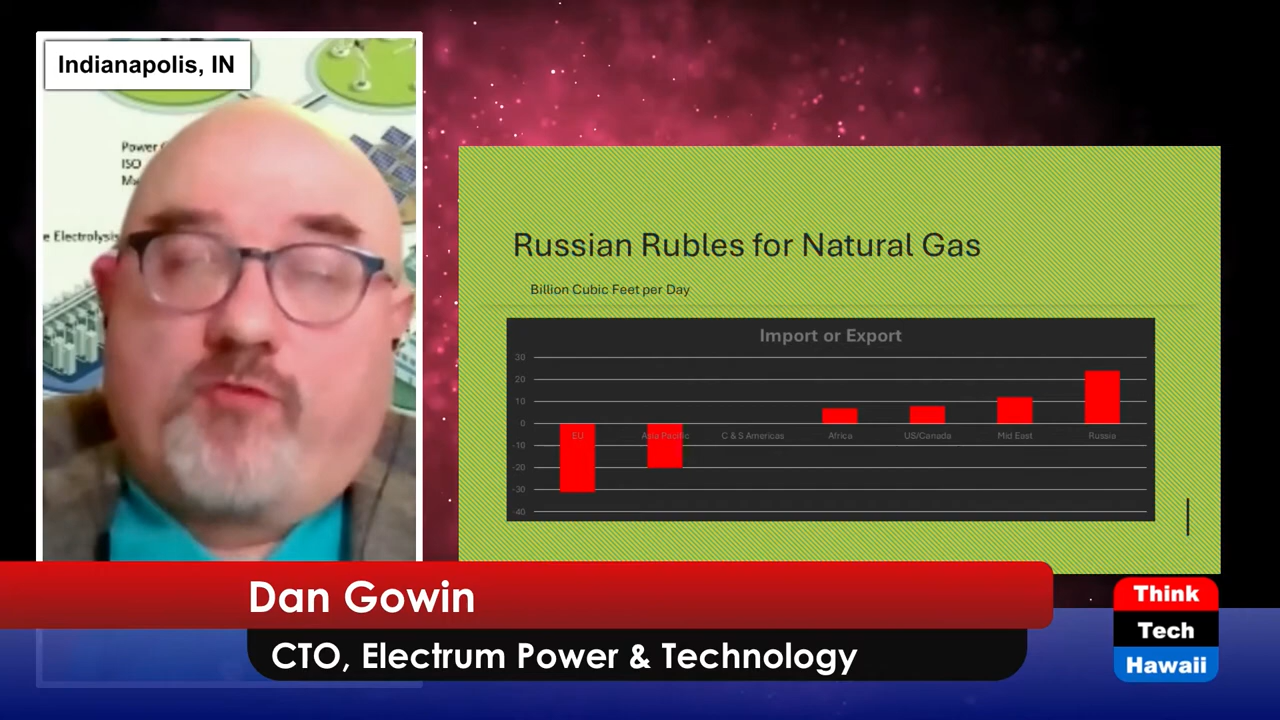 Indianapolis, IN
Power
ISO
e Electrolysis
Russian Rubles for Natural Gas
Billion Cubic Feet per Day
Import or Export
30
20
10
0
-10
-20
-30
-40
EU
Asia Pacific
C & S Americas
Africa
US/Canada
Mid East
Russia
Dan Gowin
CTO, Electrum Power & Technology
Think
Tech
Hawaii